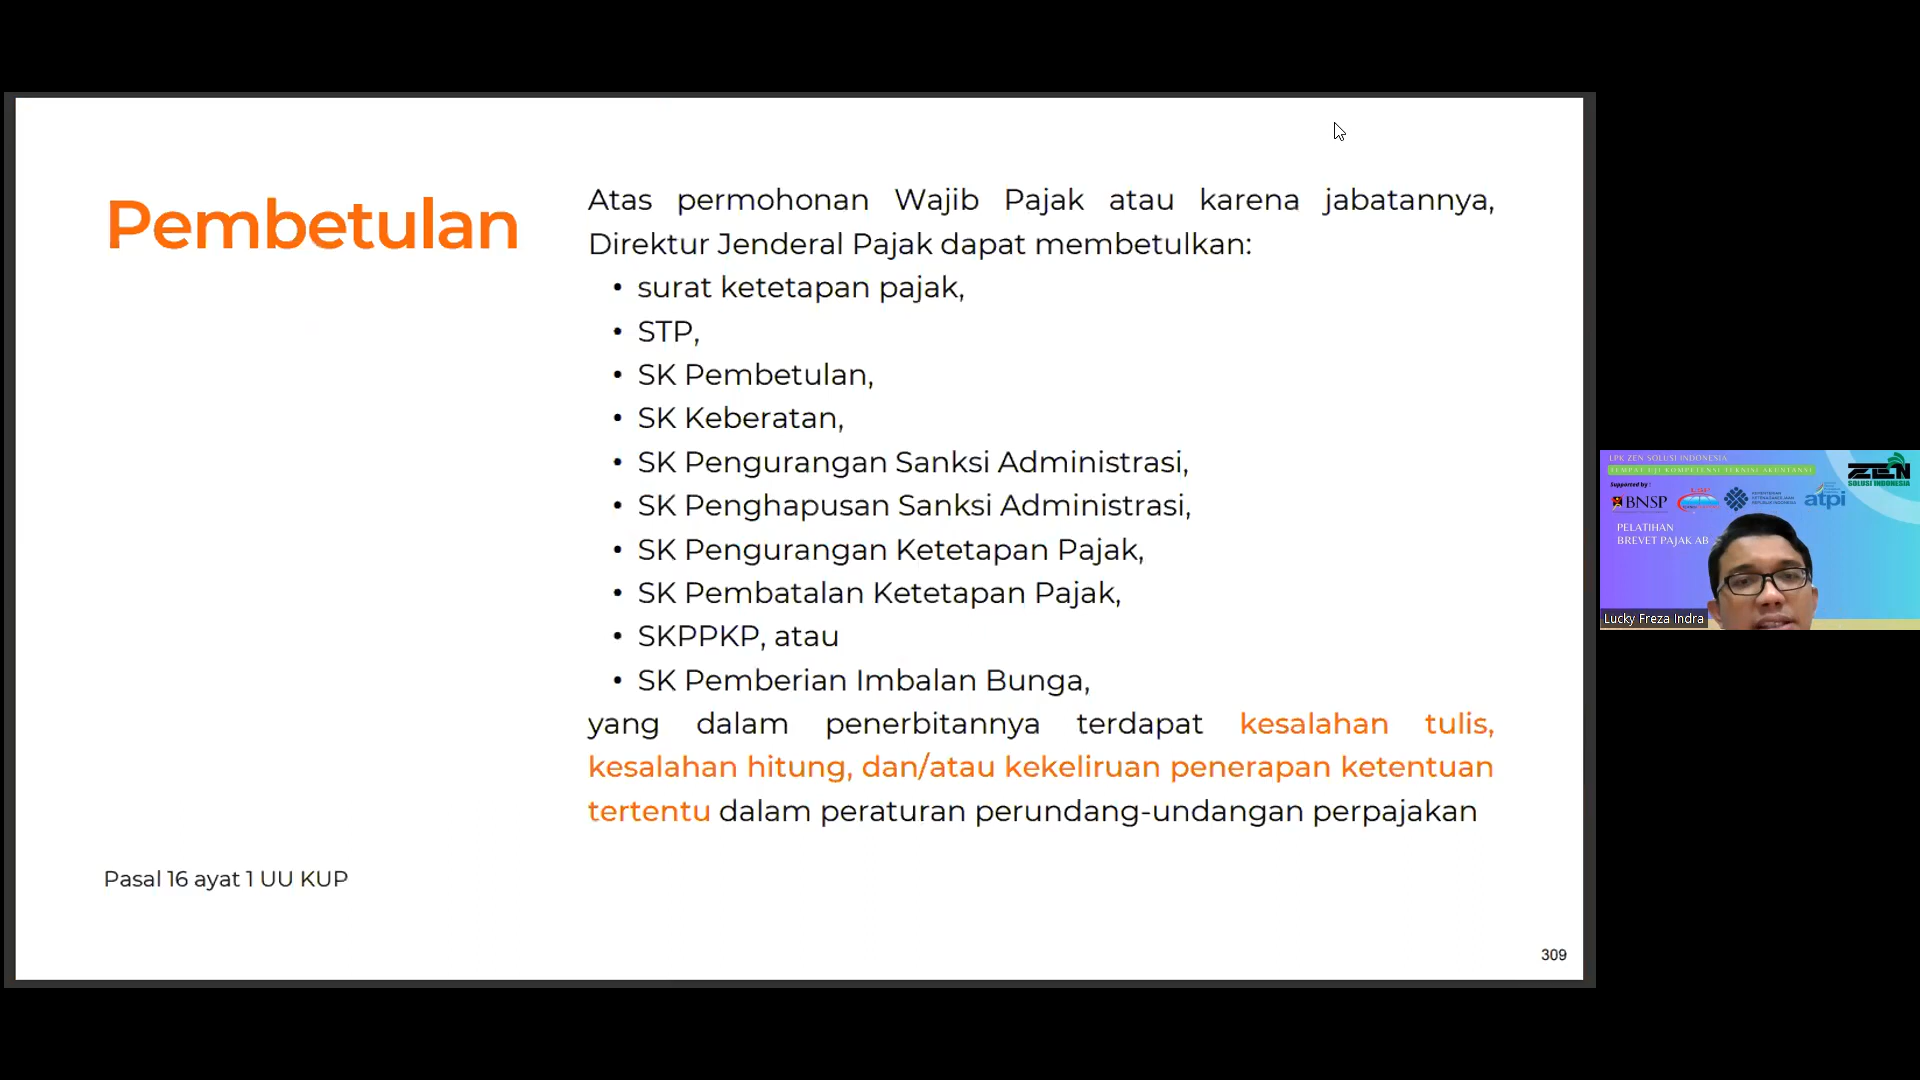 Pembetulan
Atas permohonan Wajib Pajak atau karena jabatannya,
Direktur Jenderal Pajak dapat membetulkan:
• surat ketetapan pajak,
• STP,
• SK Pembetulan,
• SK Keberatan,
• SK Pengurangan Sanksi Administrasi,
• SK Penghapusan Sanksi Administrasi,
• SK Pengurangan Ketetapan Pajak,
• SK Pembatalan Ketetapan Pajak,
• SKPPKP, atau
• SK Pemberian Imbalan Bunga,
yang dalam penerbitannya terdapat kesalahan tulis,
kesalahan hitung, dan/atau kekeliruan penerapan ketentuan
tertentu dalam peraturan perundang-undangan perpajakan
Pasal 16 ayat 1 UU KUP
309
LPK ZEN SOLUSI INDONESIA
TEMPAT UJI KOMPETENSI TEKNISI AKUNTANSI
ZEN
SOLUSI INDONESIA
Supported by :
BNSP
atpi
PELATIHAN
BREVET PAJAK AB
Lucky Freza Indra